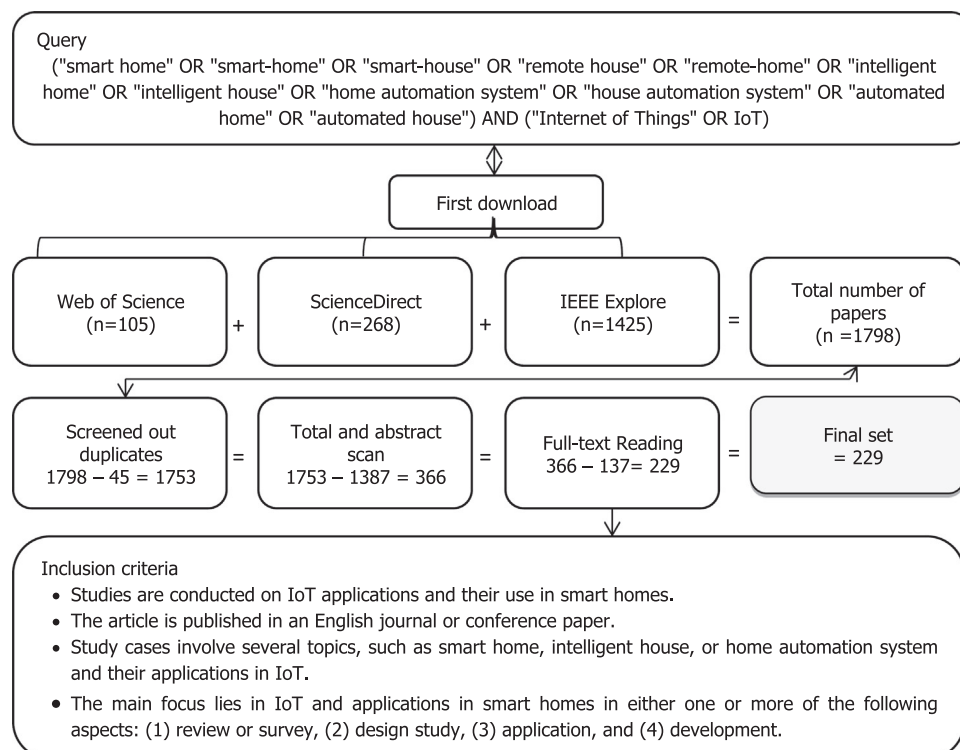 Query
("smart home" OR "smart-home" OR "smart-house" OR "remote house" OR "remote-home" OR "intelligent
home" OR "intelligent house" OR "home automation system" OR "house automation system" OR "automated
home" OR "automated house") AND ("Internet of Things" OR IoT)
First download
Web of Science
(n=105)
+
ScienceDirect
(n=268)
+
IEEE Explore
(n=1425)
=
Total number of
papers
(n =1798)
Screened out
duplicates
1798 – 45 = 1753
=
Total and abstract
scan
1753 – 1387 = 366
=
Full-text Reading
366 – 137= 229
=
Final set
= 229
Inclusion criteria
• Studies are conducted on IoT applications and their use in smart homes.
• The article is published in an English journal or conference paper.
• Study cases involve several topics, such as smart home, intelligent house, or home automation system
and their applications in IoT.
• The main focus lies in IoT and applications in smart homes in either one or more of the following
aspects: (1) review or survey, (2) design study, (3) application, and (4) development.